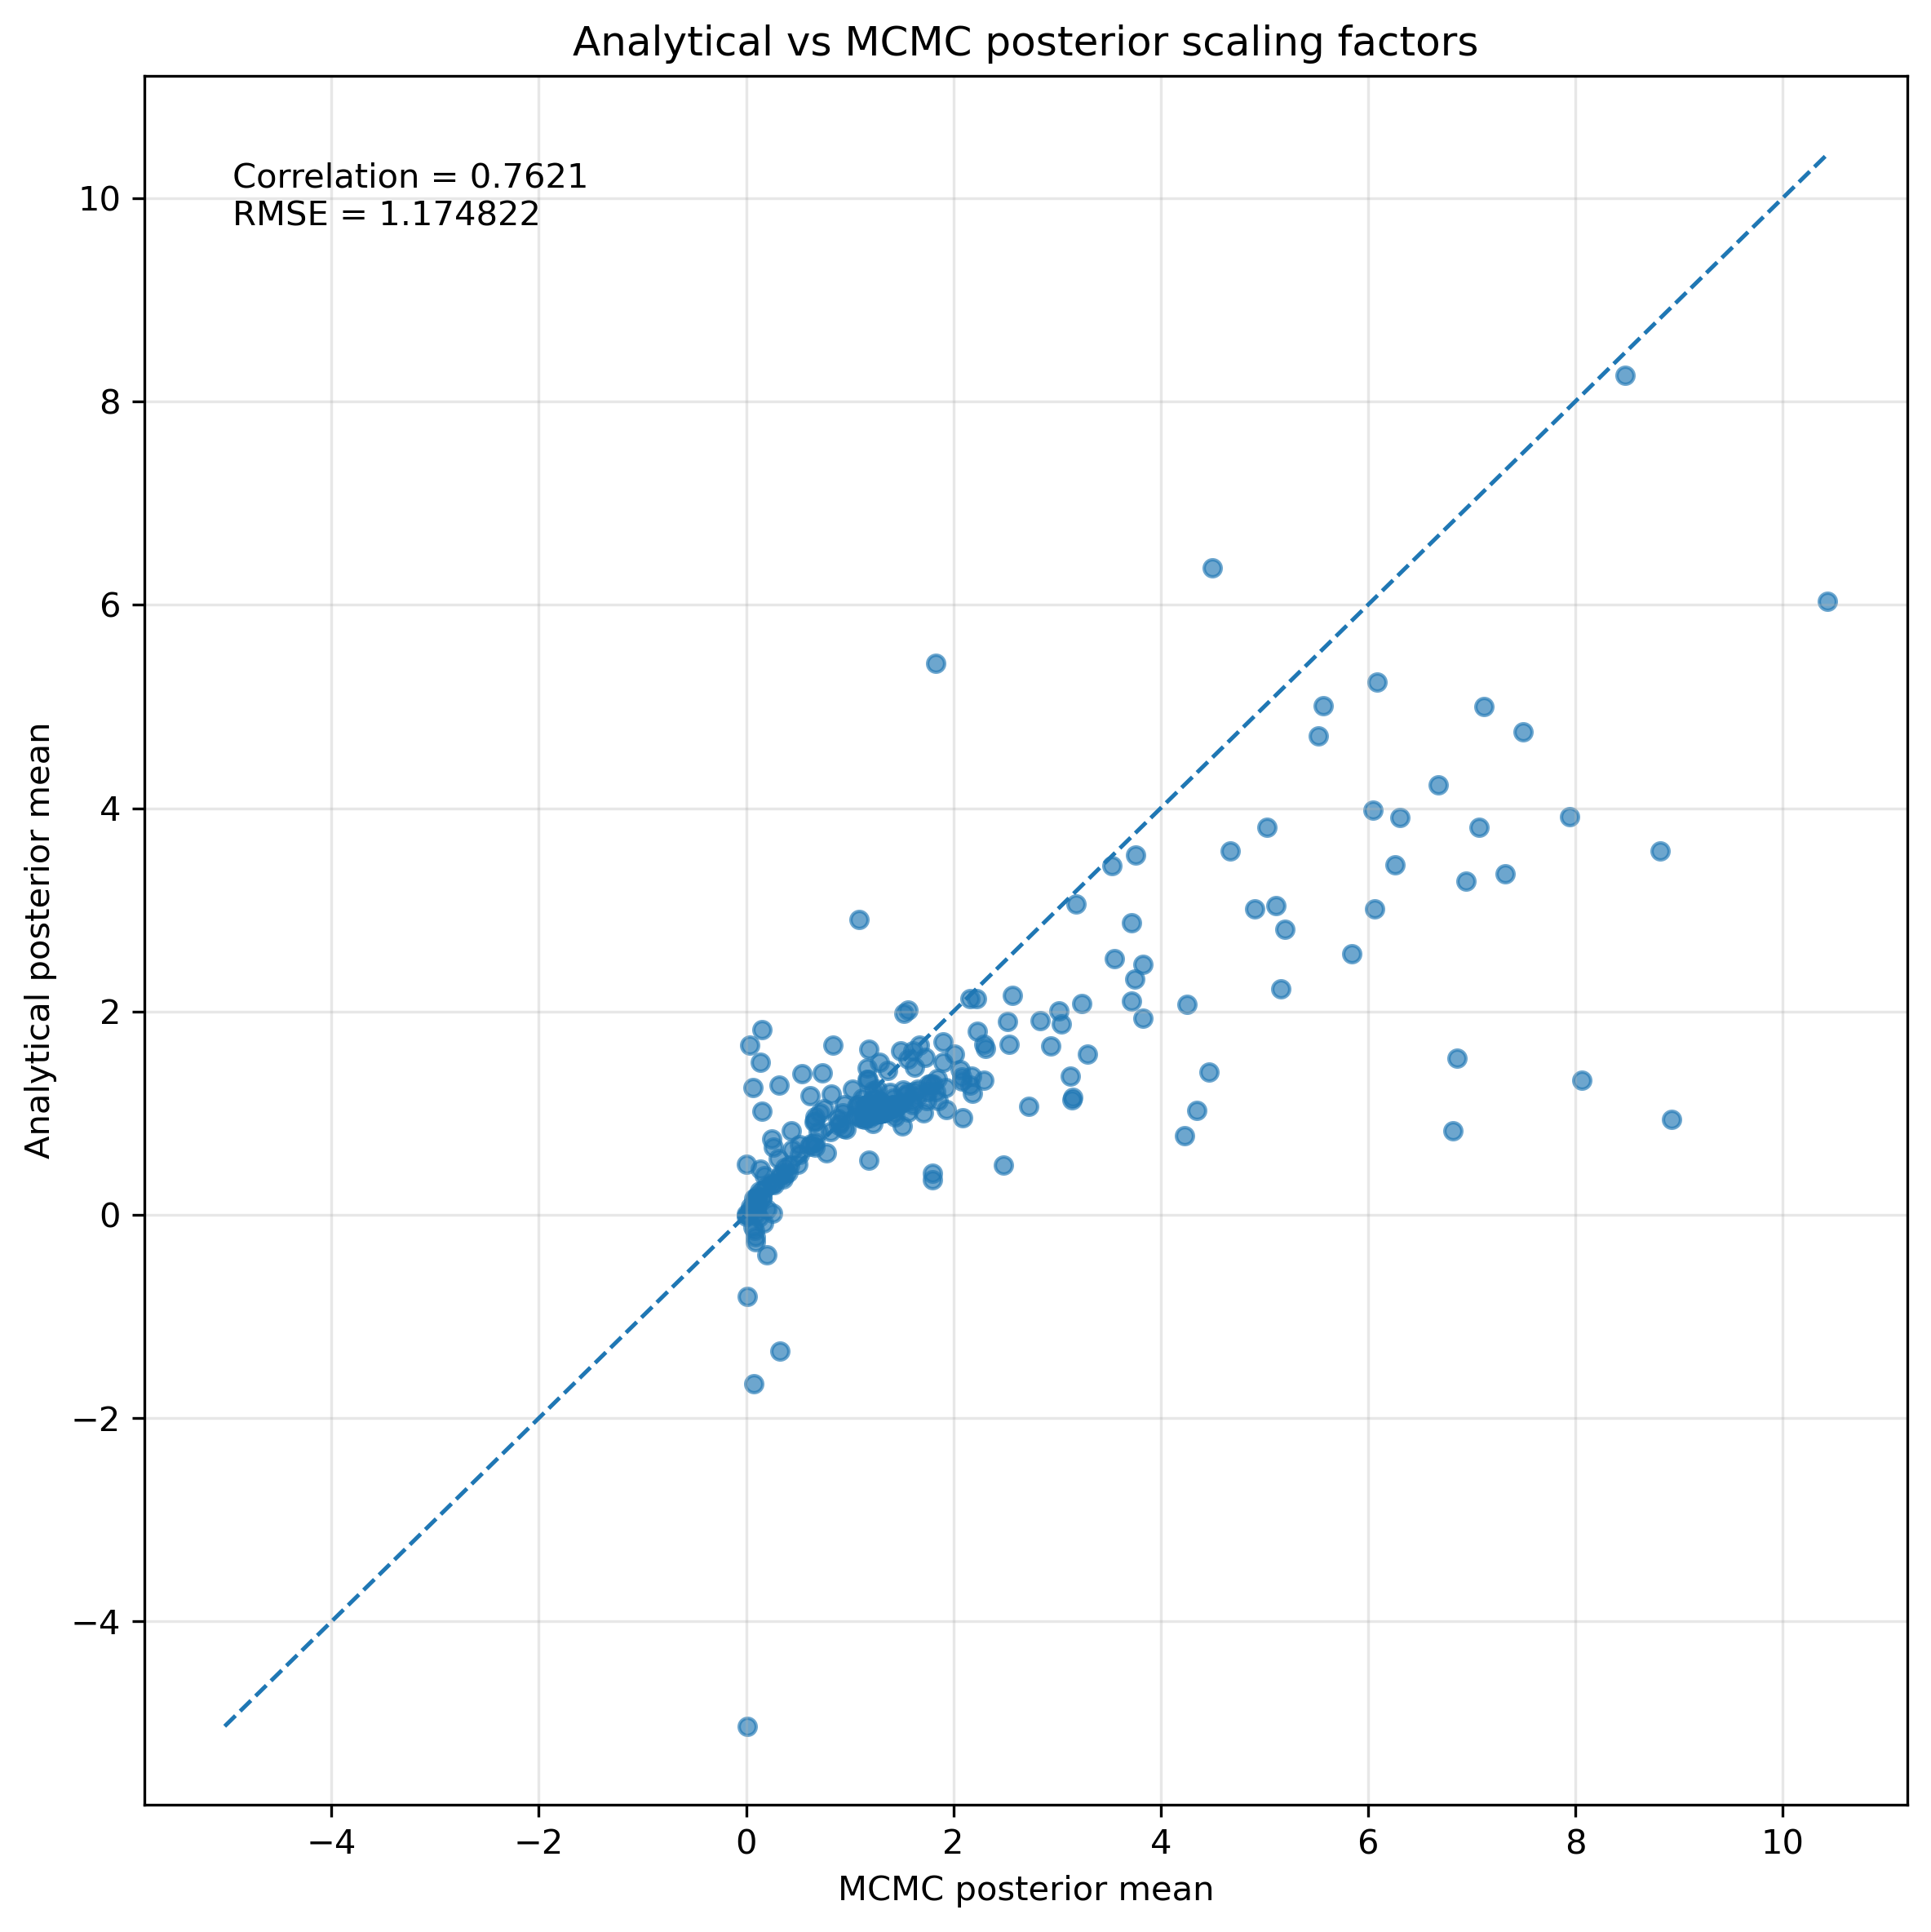 Analytical vs MCMC posterior scaling factors
Correlation = 0.7621
RMSE = 1.174822
Analytical posterior mean
10
8
6
4
2
0
−2
−4
−4 −2 0 2 4 6 8 10
MCMC posterior mean